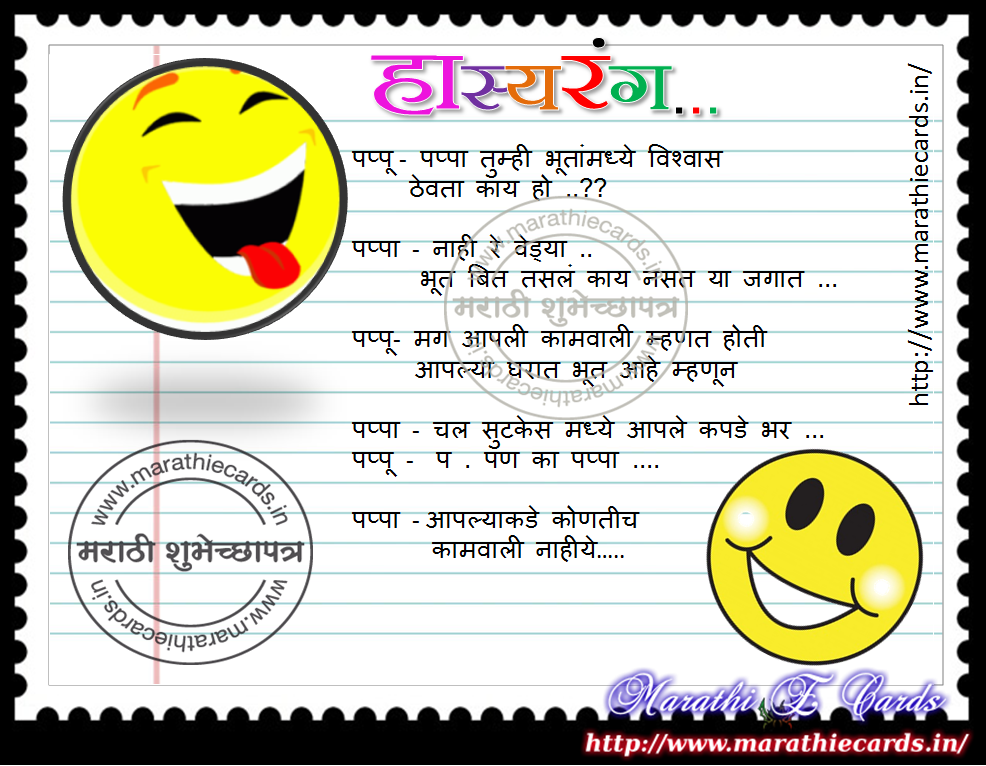 हास्यरंग...
पप्पू - पप्पा तुम्ही भूतांमध्ये विश्वास
ठेवता काय हो ..??
पप्पा - नाही रे वेड्या ..
भूत बित तसलं काय नसत या जगात ...
पप्पू- मग आपली कामवाली म्हणत होती
आपल्या घरात भूत आहे म्हणून
पप्पा - चल सुटकेस मध्ये आपले कपडे भर ...
पप्पू - प . पण का पप्पा ....
पप्पा - आपल्याकडे कोणतीच
कामवाली नाहीये.....
http://www.marathiecards.in/
www.marathiecards.in
मराठी शुभेच्छापत्र
www.marathiecards.in
www.marathiecards.in
मराठी शुभेच्छापत्र
www.marathiecards.in
Marathi E Cards
http://www.marathiecards.in/